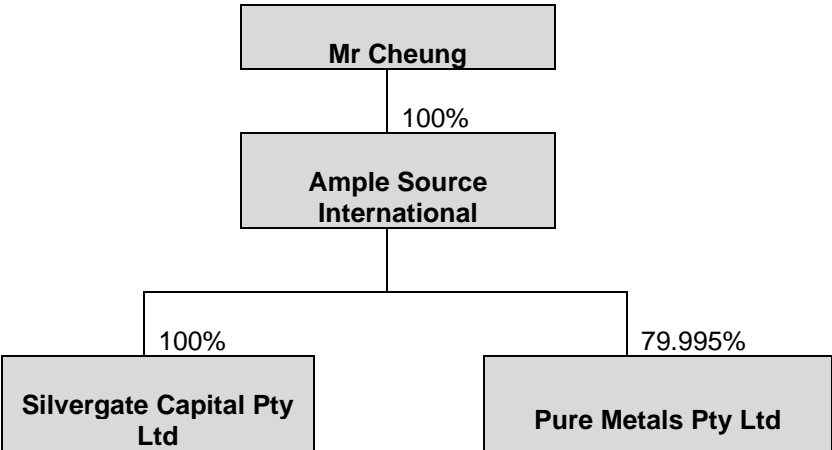 Mr Cheung
100%
Ample Source
International
100%
79.995%
Silvergate Capital Pty
Ltd
Pure Metals Pty Ltd